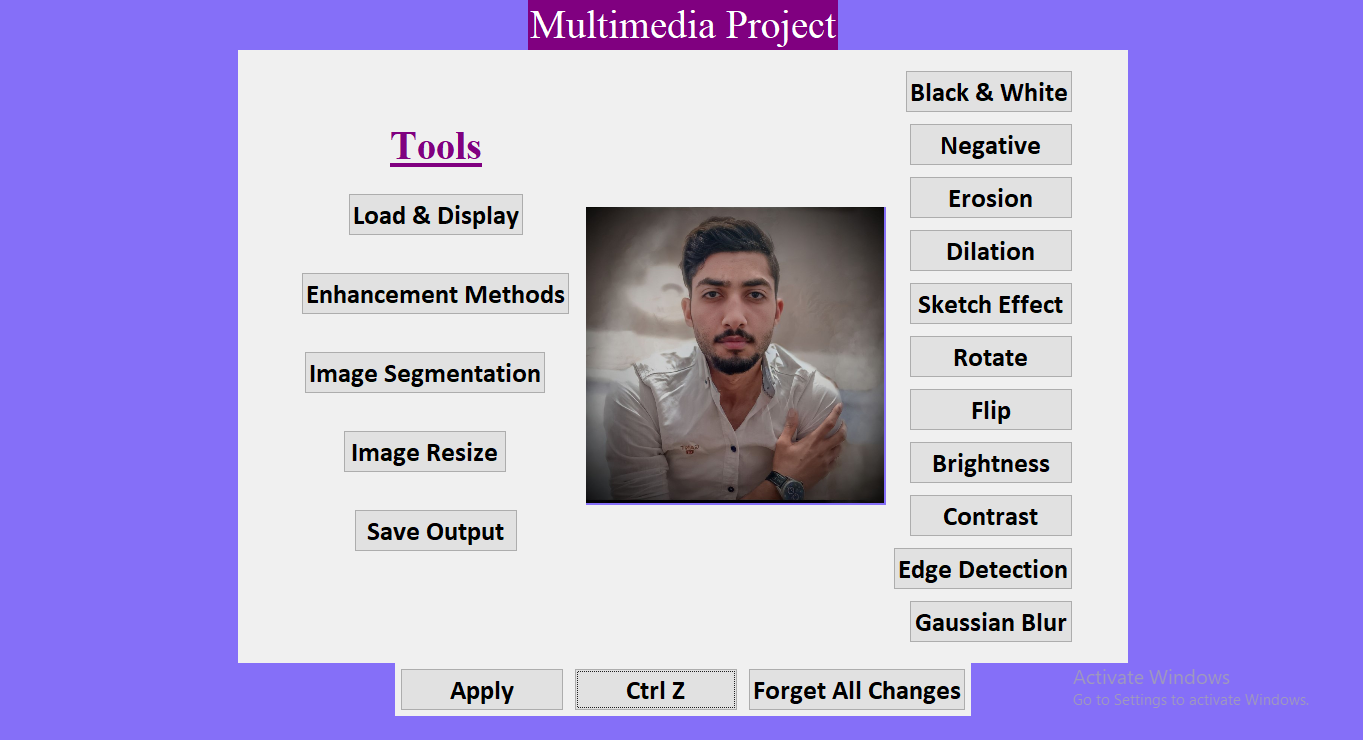 Multimedia Project
Tools
Load & Display
Enhancement Methods
Image Segmentation
Image Resize
Save Output
Black & White
Negative
Erosion
Dilation
Sketch Effect
Rotate
Flip
Brightness
Contrast
Edge Detection
Gaussian Blur
Apply
Ctrl Z
Forget All Changes
Activate Windows
Go to Settings to activate Windows.